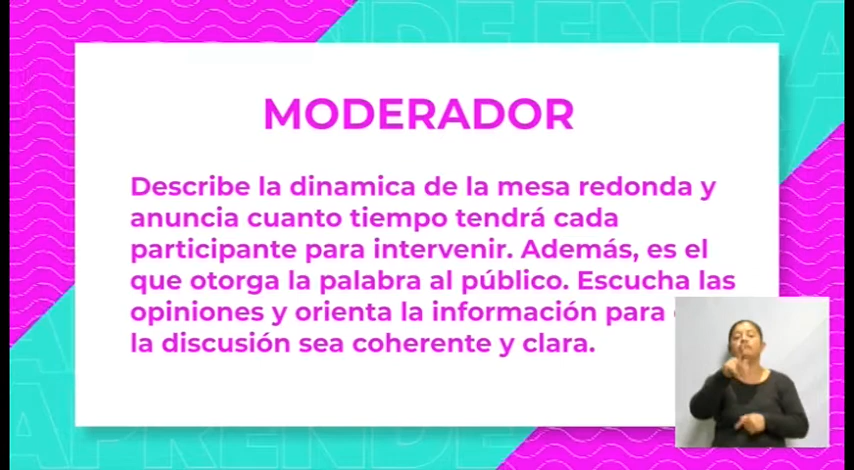 MODERADOR
Describe la dinamica de la mesa redonda y
anuncia cuanto tiempo tendrá cada
participante para intervenir. Además, es el
que otorga la palabra al público. Escucha las
opiniones y orienta la información para
la discusión sea coherente y clara.